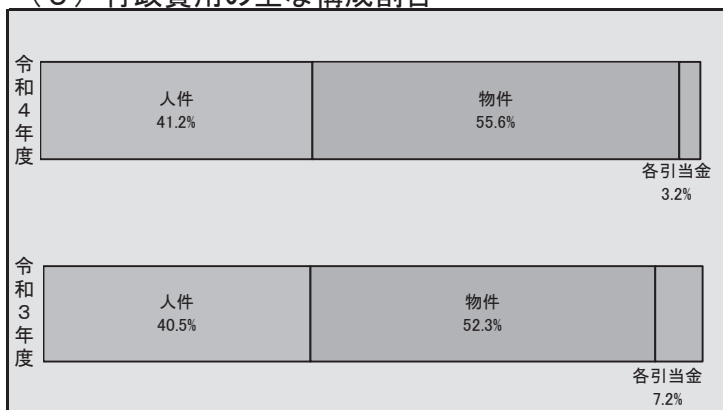 （3）行政費用の主な構成割合
令和4年度
人件
41.2%
物件
55.6%
各引当金
3.2%
令和3年度
人件
40.5%
物件
52.3%
各引当金
7.2%